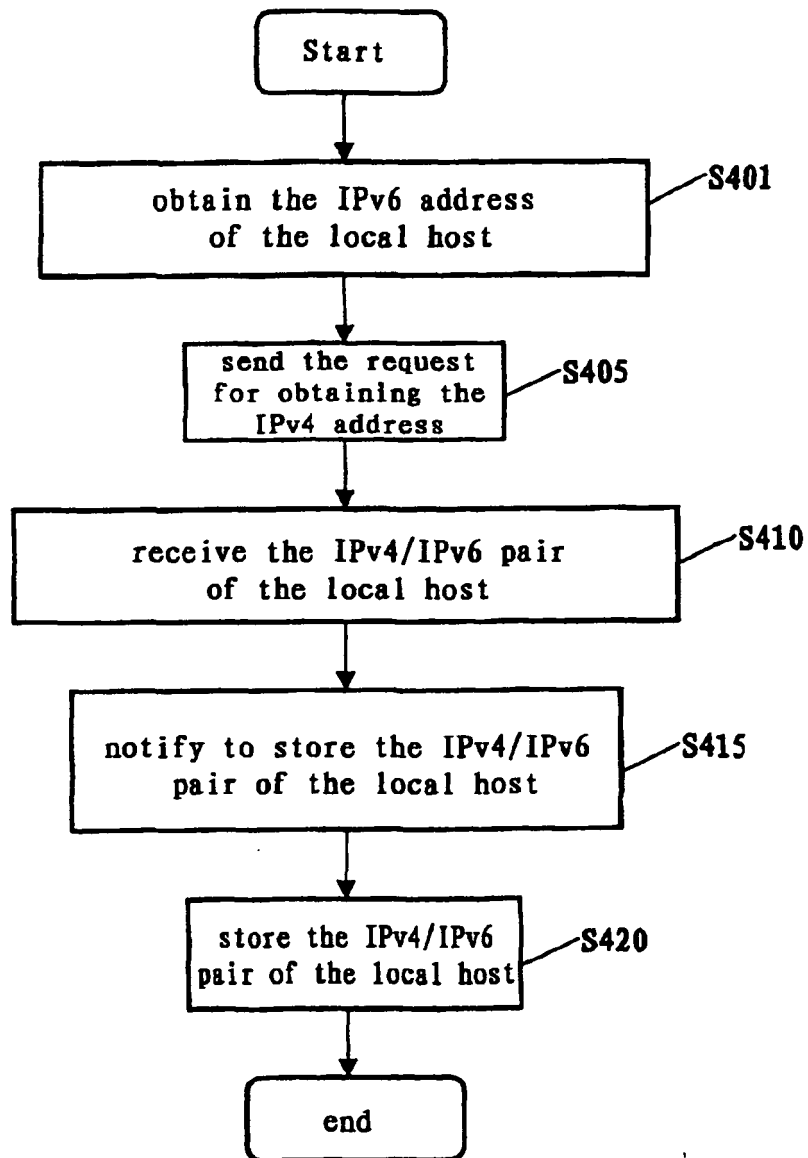 Start
obtain the IPv6 address
of the local host
S401
send the request
for obtaining the
IPv4 address
S405
receive the IPv4/IPv6 pair
of the local host
S410
notify to store the IPv4/IPv6
pair of the local host
S415
store the IPv4/IPv6
pair of the local host
S420
end